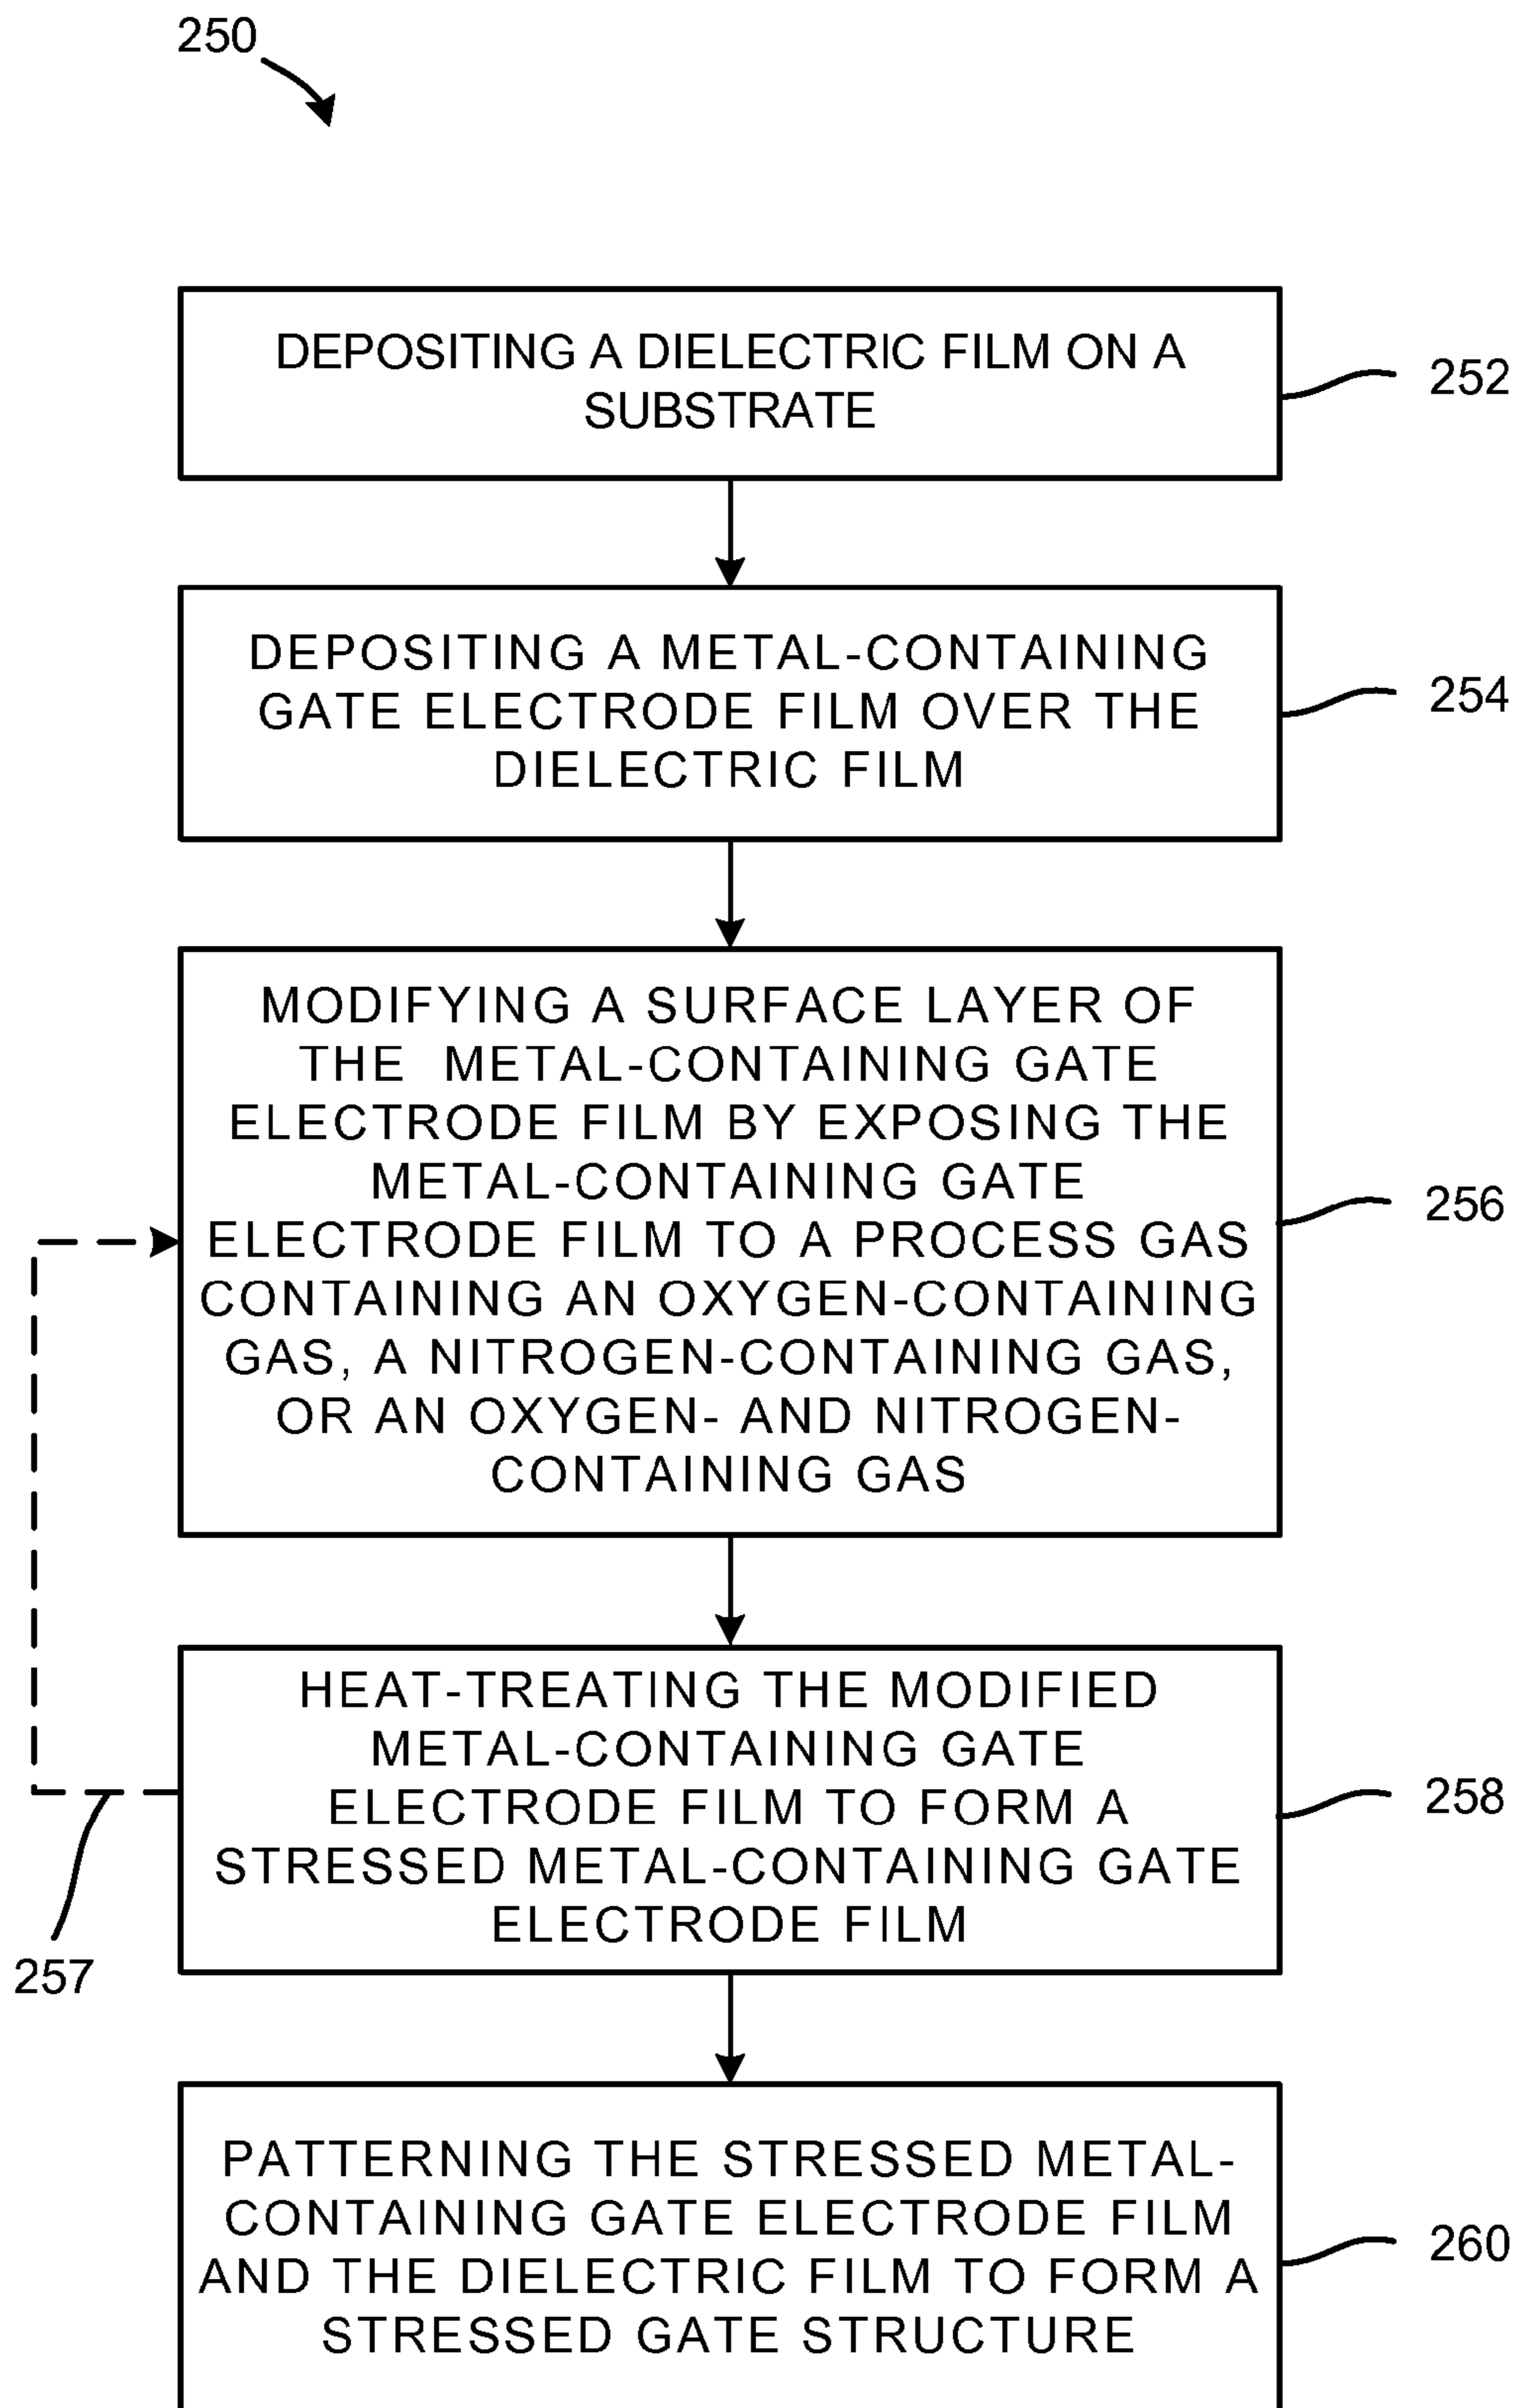 250
DEPOSITING A DIELECTRIC FILM ON A
SUBSTRATE
252
DEPOSITING A METAL-CONTAINING
GATE ELECTRODE FILM OVER THE
DIELECTRIC FILM
254
MODIFYING A SURFACE LAYER OF
THE METAL-CONTAINING GATE
ELECTRODE FILM BY EXPOSING THE
METAL-CONTAINING GATE
ELECTRODE FILM TO A PROCESS GAS
CONTAINING AN OXYGEN-CONTAINING
GAS, A NITROGEN-CONTAINING GAS,
OR AN OXYGEN- AND NITROGEN-
CONTAINING GAS
256
HEAT-TREATING THE MODIFIED
METAL-CONTAINING GATE
ELECTRODE FILM TO FORM A
STRESSED METAL-CONTAINING GATE
ELECTRODE FILM
258
257
PATTERNING THE STRESSED METAL-
CONTAINING GATE ELECTRODE FILM
AND THE DIELECTRIC FILM TO FORM A
STRESSED GATE STRUCTURE
260